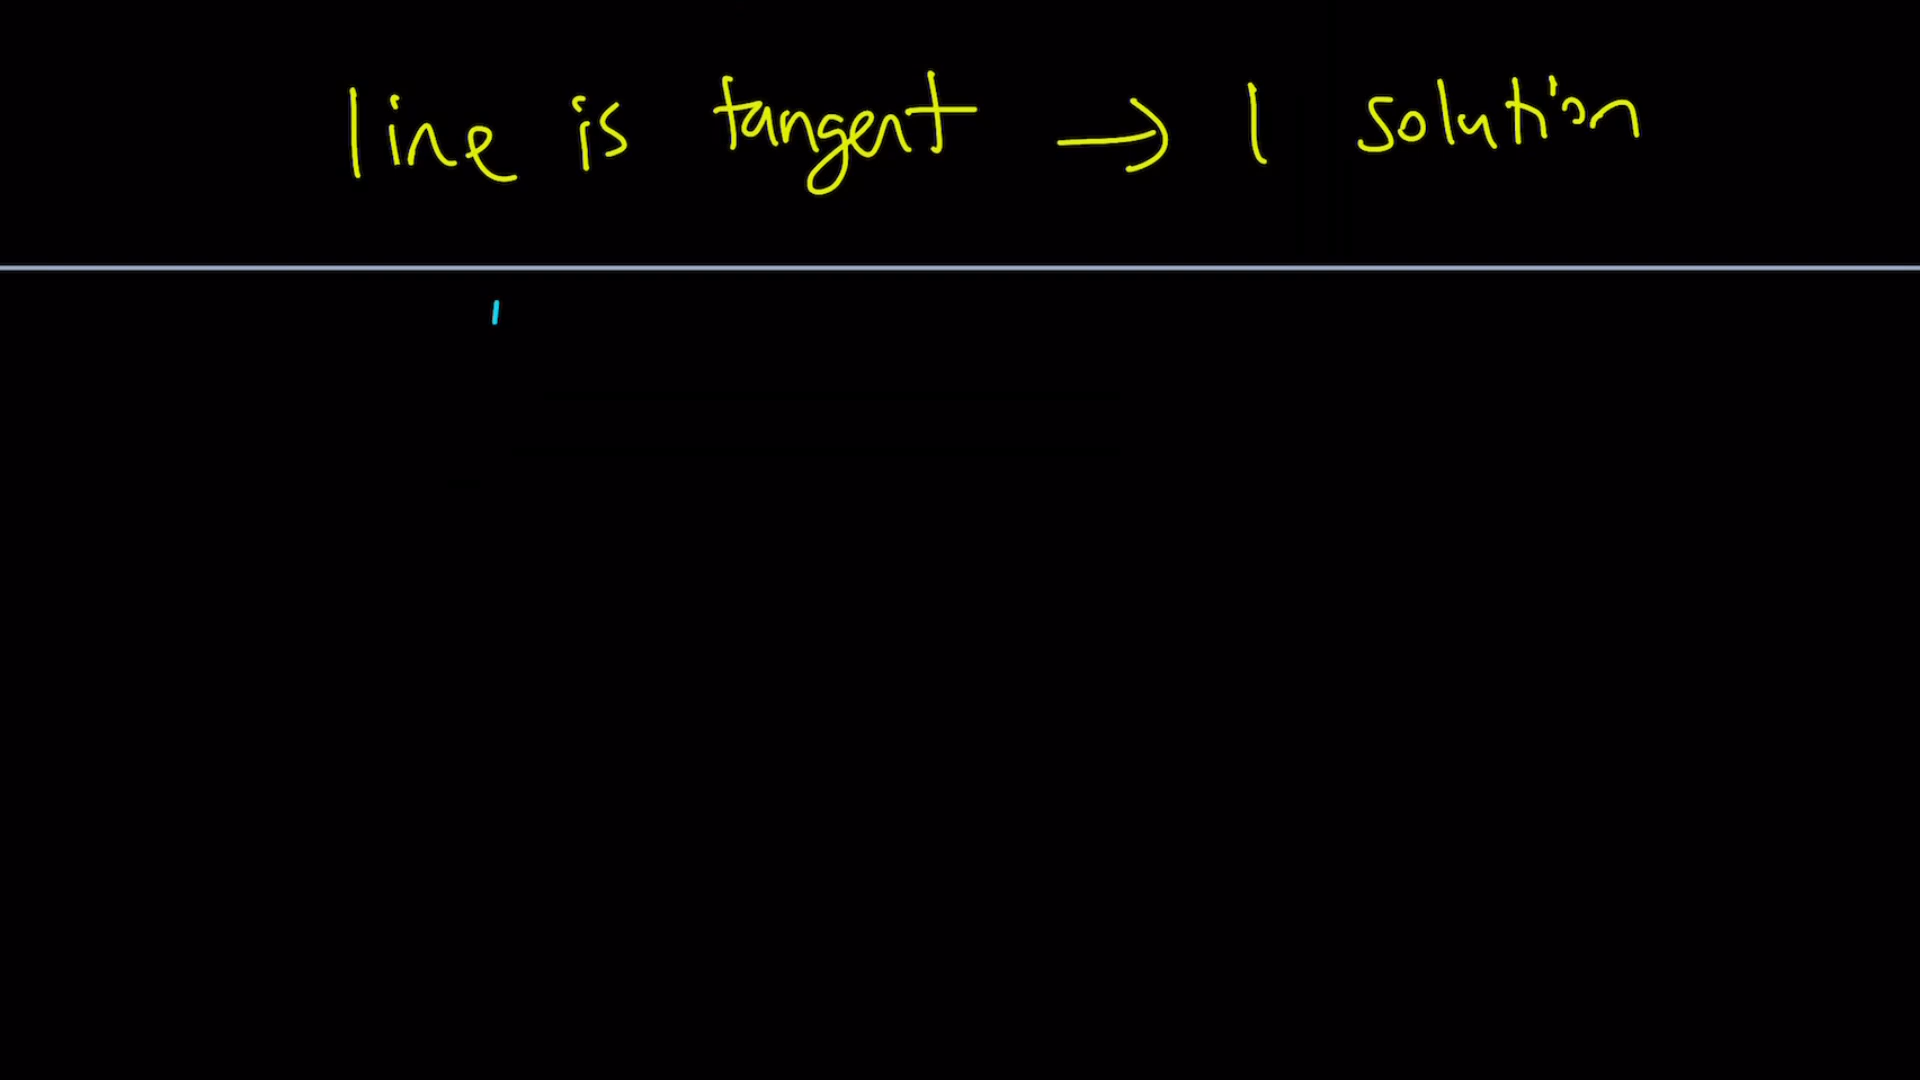 line is tangent → 1 solution